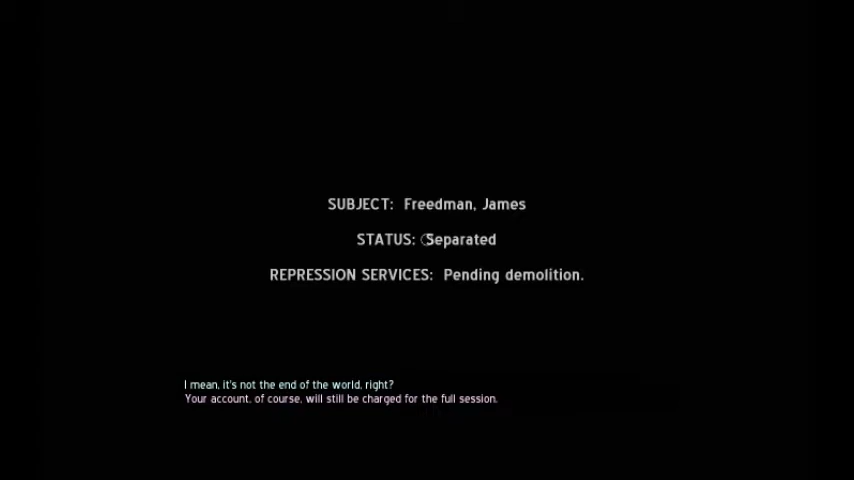 SUBJECT: Freedman, James
STATUS: Separated
REPRESSION SERVICES: Pending demolition.
I mean, it's not the end of the world, right?
Your account, of course, will still be charged for the full session.